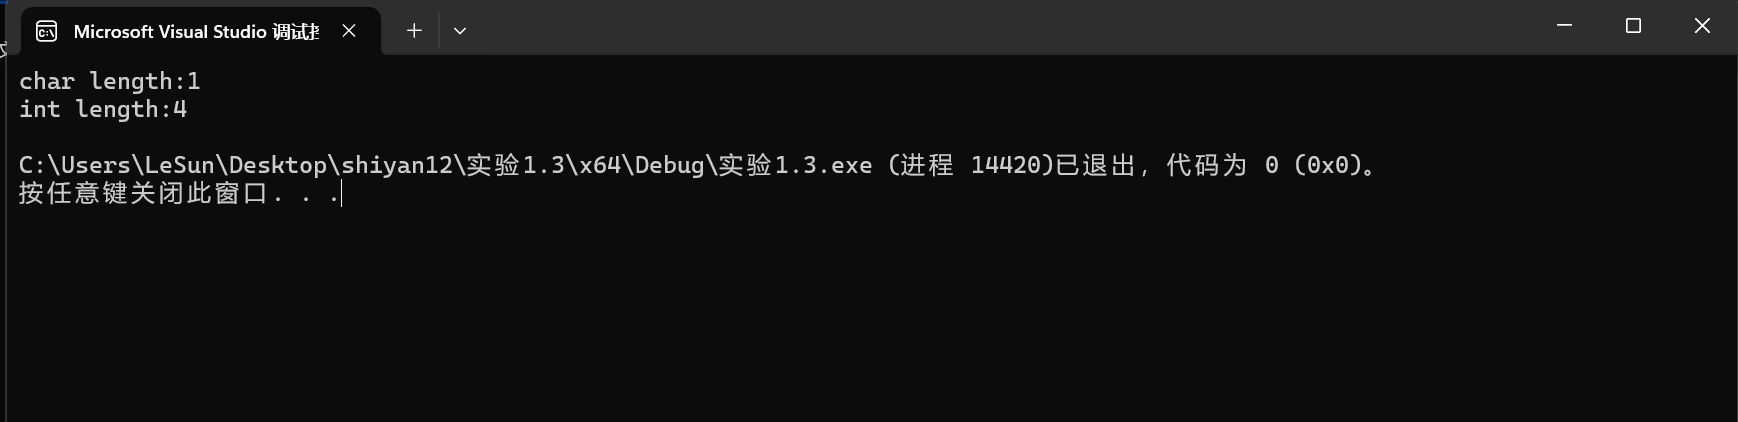 Microsoft Visual Studio 调试
char length:1
int length:4
C:\Users\LeSun\Desktop\shiyan12\实验1.3\x64\Debug\实验1.3.exe (进程 14420)已退出，代码为 0 (0x0)。
按任意键关闭此窗口. . .